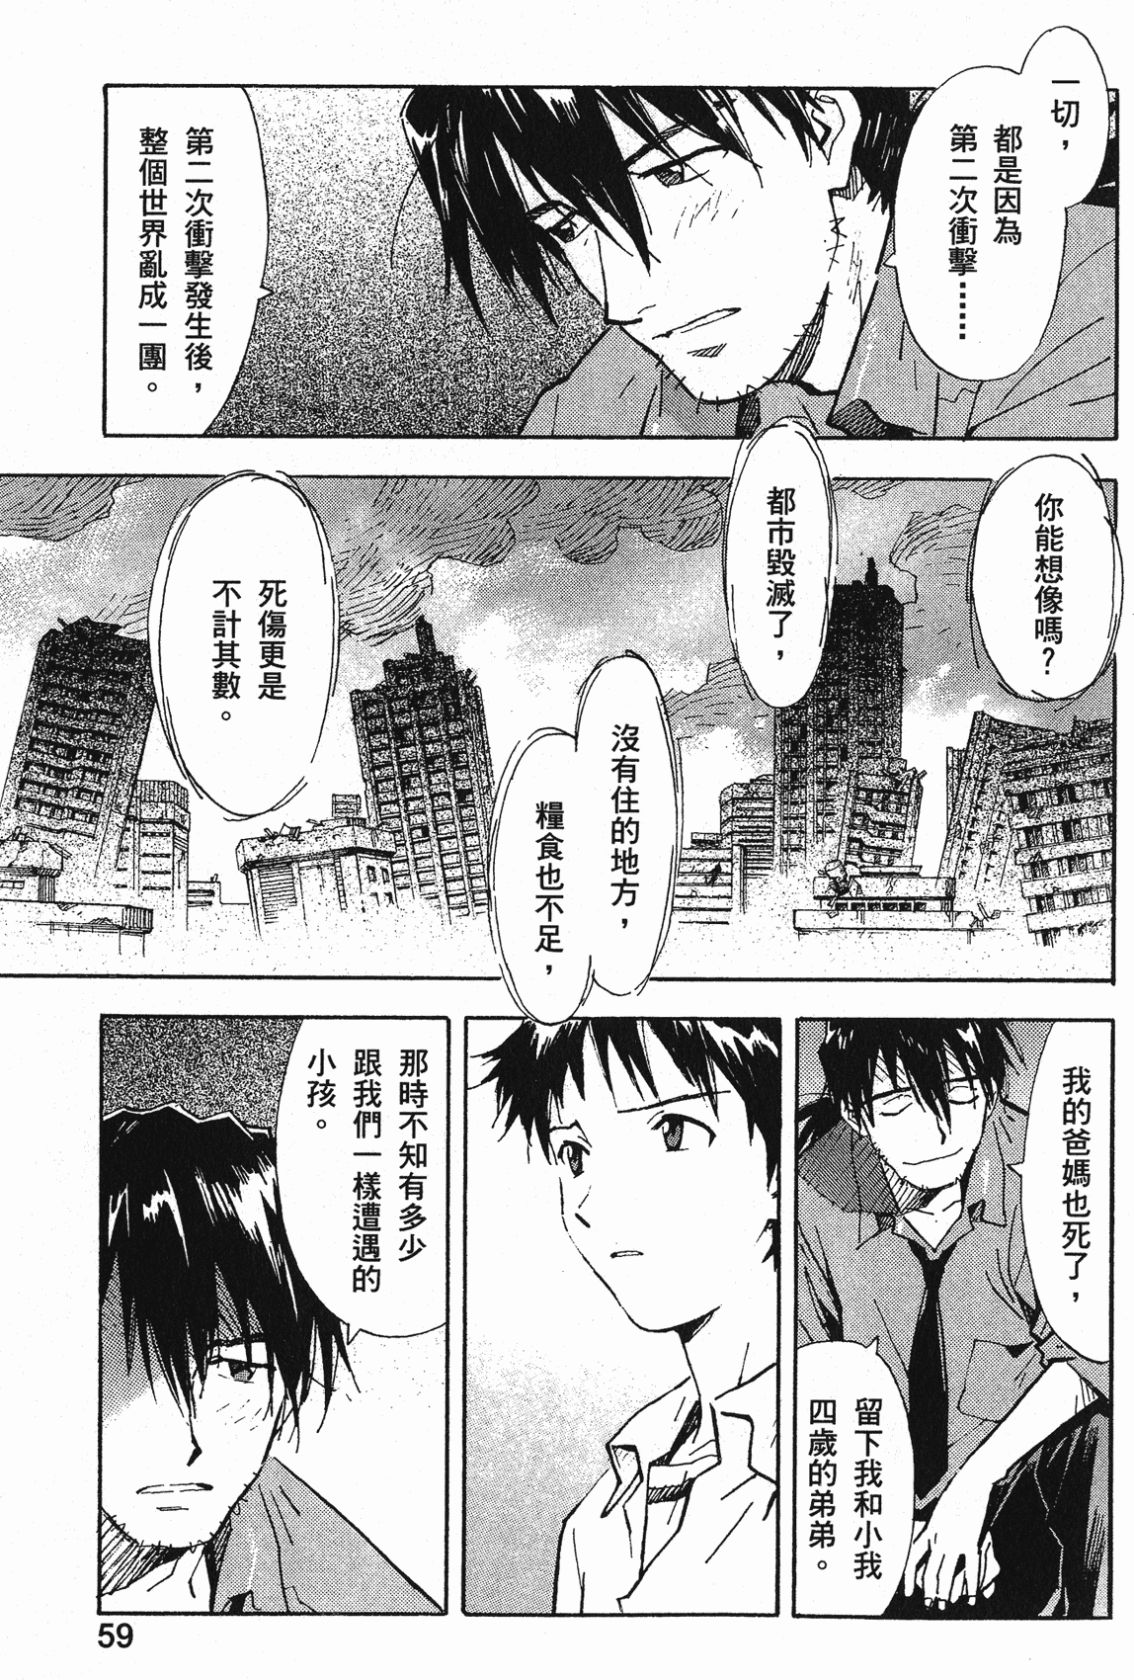 一切，
都是因為
第二次衝擊……
第二次衝擊發生後，
整個世界亂成一團。
你能想像嗎？
都市毀滅了，
沒有住的地方，
糧食也不足，
死傷更是
不計其數。
我的爸媽也死了，
留下我和小我
四歲的弟弟。
那時不知有多少
跟我們一樣遭遇的
小孩。
59